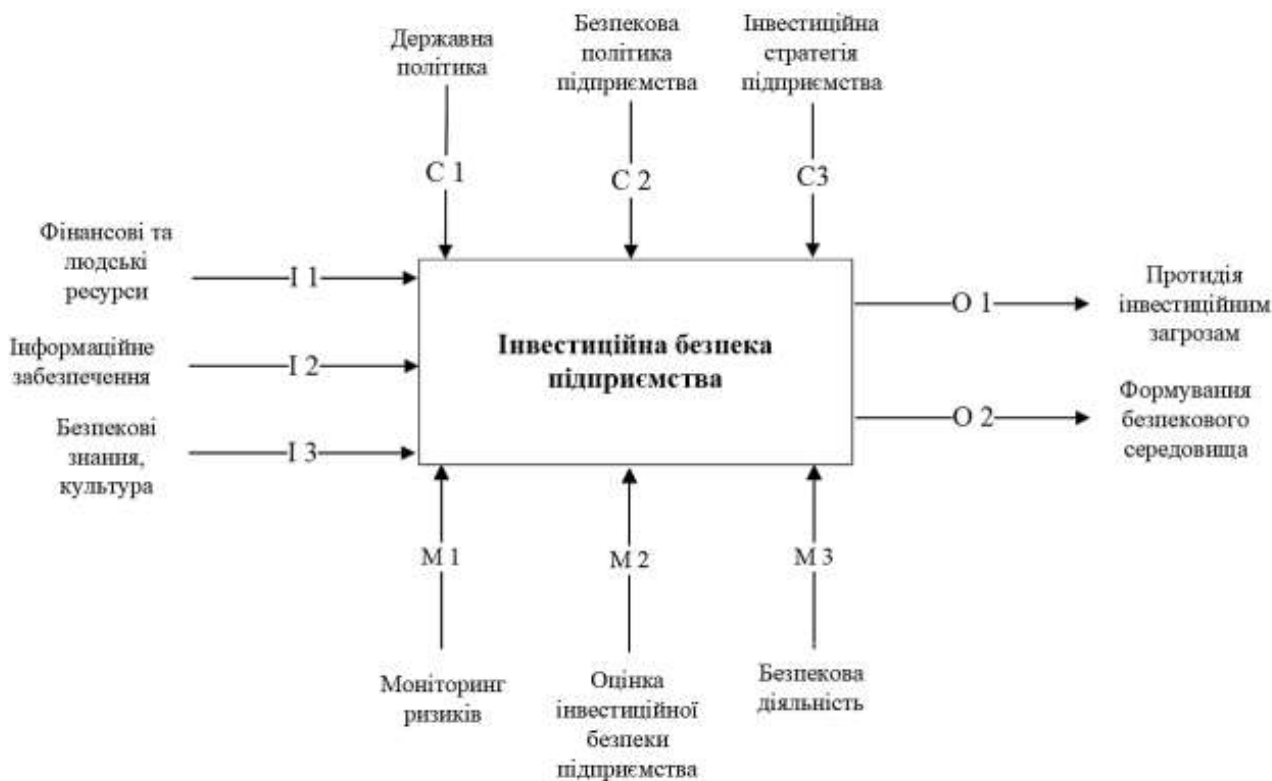 Державна
політика
Безпекова
політика
підприємства
Інвестиційна
стратегія
підприємства
С 1
С 2
С3
Фінансові та
людські
ресурси
І 1
Інформаційне
забезпечення
І 2
Безпекові
знання,
культура
І 3
Інвестиційна безпека
підприємства
О 1
Протидія
інвестиційним
загрозам
О 2
Формування
безпекового
середовища
М 1
М 2
М 3
Моніторинг
ризиків
Оцінка
інвестиційної
безпеки
підприємства
Безпекова
діяльність